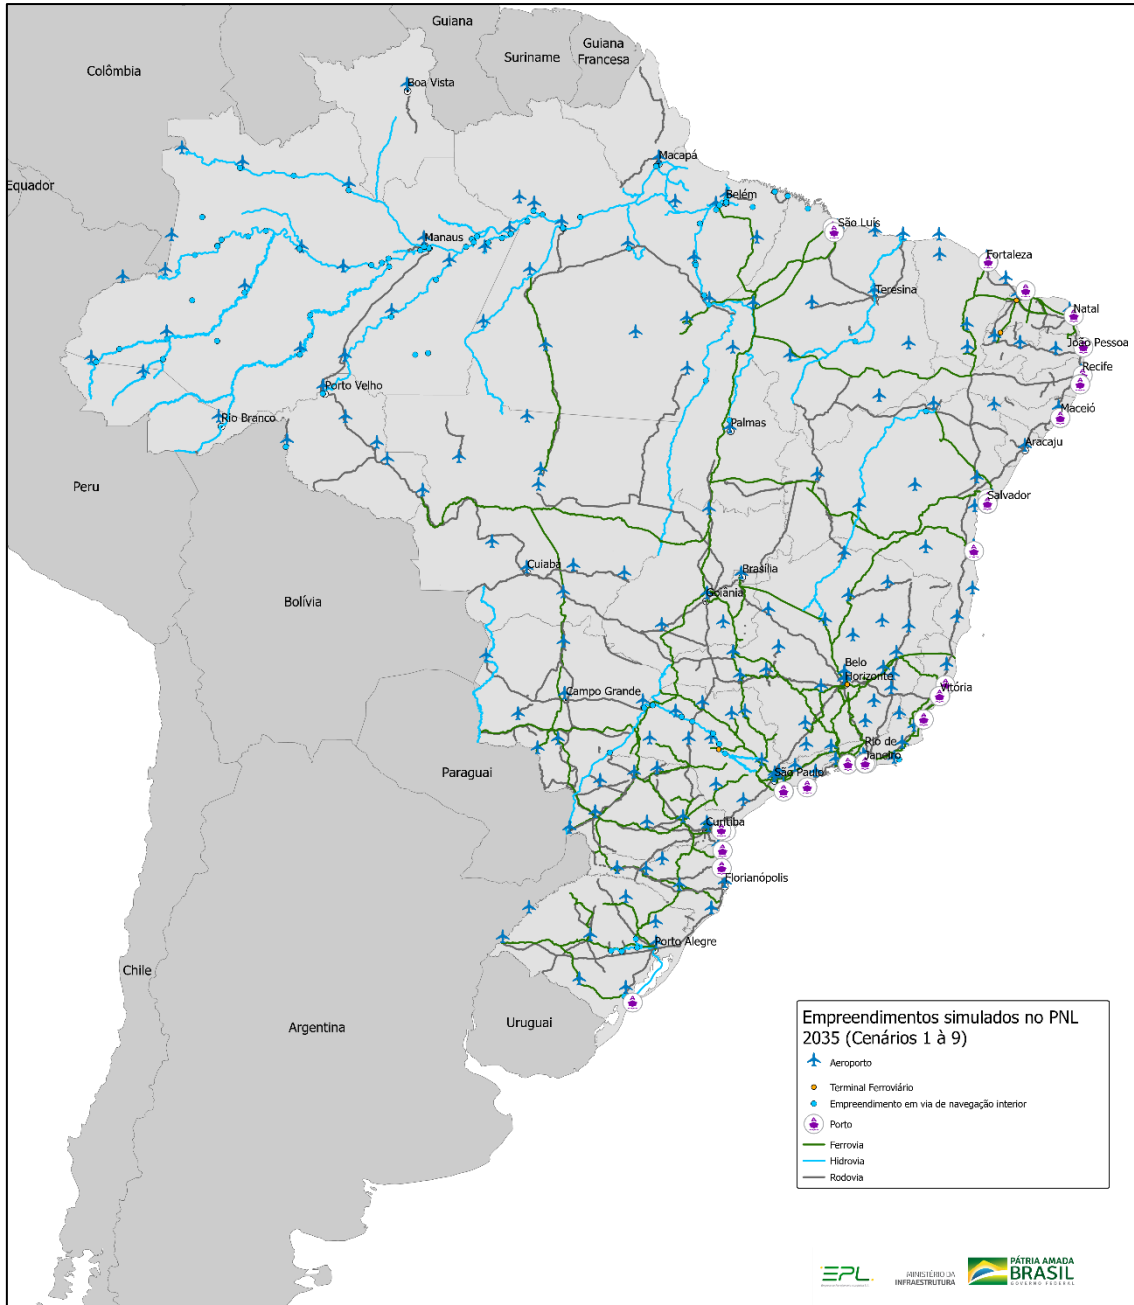 Guiana
Suriname
Guiana
Francesa
Colômbia
Boa Vista
Equador
Macapá
Belém
São Luís
Manaus
Fortaleza
Teresina
Natal
João Pessoa
Recife
Porto Velho
Maceió
Rio Branco
Palmas
Aracaju
Peru
Salvador
Cuiabá
Brasília
Goiânia
Bolívia
Belo
Horizonte
Vitória
Campo Grande
Rio de
Janeiro
Paraguai
São Paulo
Curitiba
Florianópolis
Porto Alegre
Chile
Argentina
Uruguai
Empreendimentos simulados no PNL
2035 (Cenários 1 à 9)
Aeroporto
Terminal Ferroviário
Empreendimento em via de navegação interior
Porto
Ferrovia
Hidrovia
Rodovia
EPL
MINISTÉRIO DA
INFRAESTRUTURA
PÁTRIA AMADA
BRASIL
GOVERNO FEDERAL